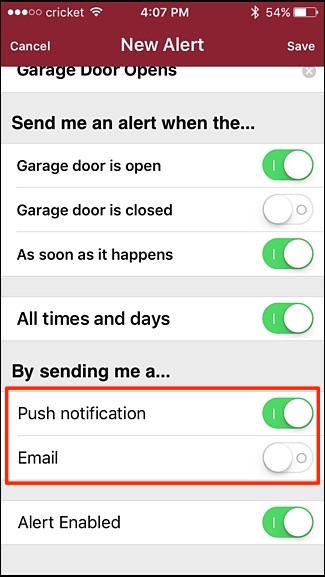 cricket 4:07 PM 54%
Cancel New Alert Save
Garage Door Opens
Send me an alert when the...
Garage door is open
Garage door is closed
As soon as it happens
All times and days
By sending me a...
Push notification
Email
Alert Enabled